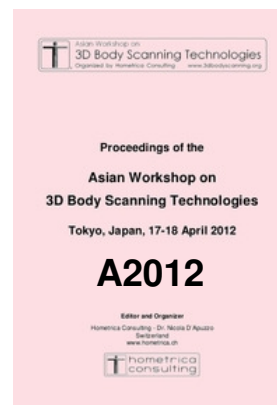 Asian Workshop on
3D Body Scanning Technologies
Organized by Hometrica Consulting www.3dbodyscanning.org
Proceedings of the
Asian Workshop on
3D Body Scanning Technologies
Tokyo, Japan, 17-18 April 2012
A2012
Editor and Organizer
Hometrica Consulting - Dr. Nicola D'Apuzzo
Switzerland
www.hometrica.ch
hometrica
consulting